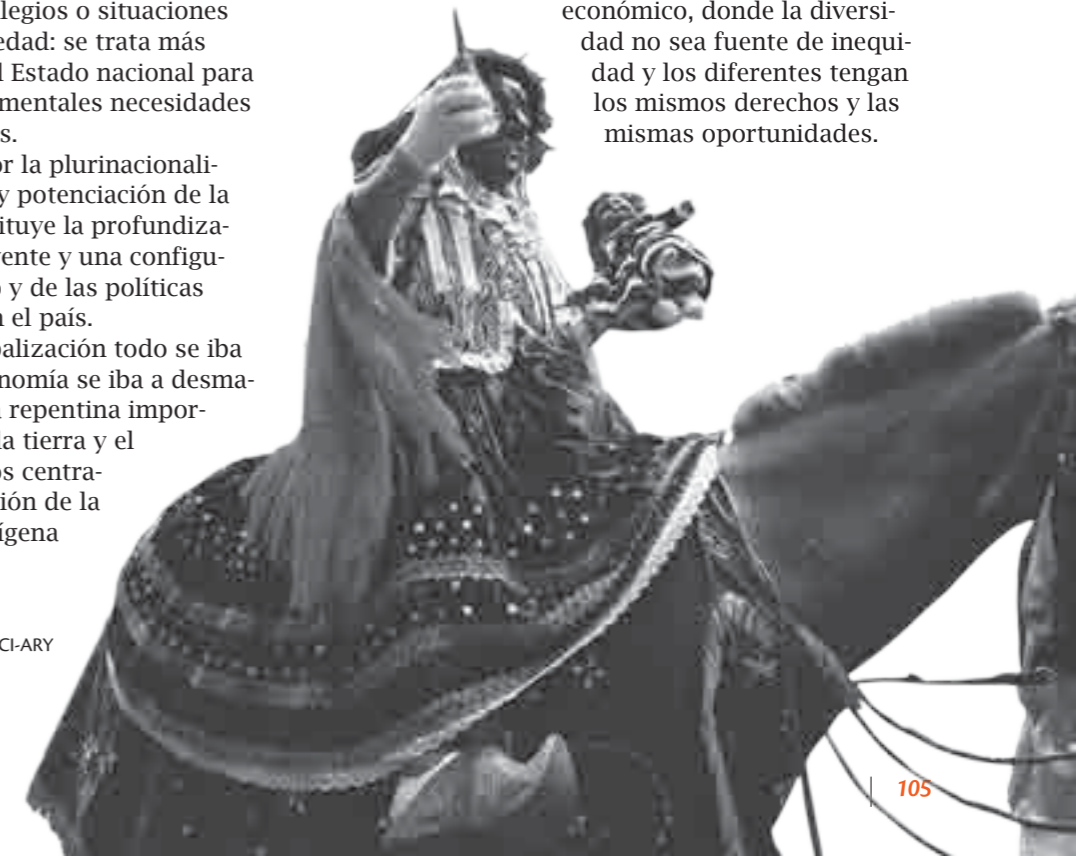 legios o situaciones
edad: se trata más
l Estado nacional para
mentales necesidades
s.
or la plurinacionali-
y potenciación de la
ituye la profundiza-
ente y una configu-
o y de las políticas
n el país.
balización todo se iba
nomía se iba a desma-
a repentina impor-
la tierra y el
os centra-
ión de la
ígena
CI-ARY
económico, donde la diversi-
dad no sea fuente de inequi-
dad y los diferentes tengan
los mismos derechos y las
mismas oportunidades.
105